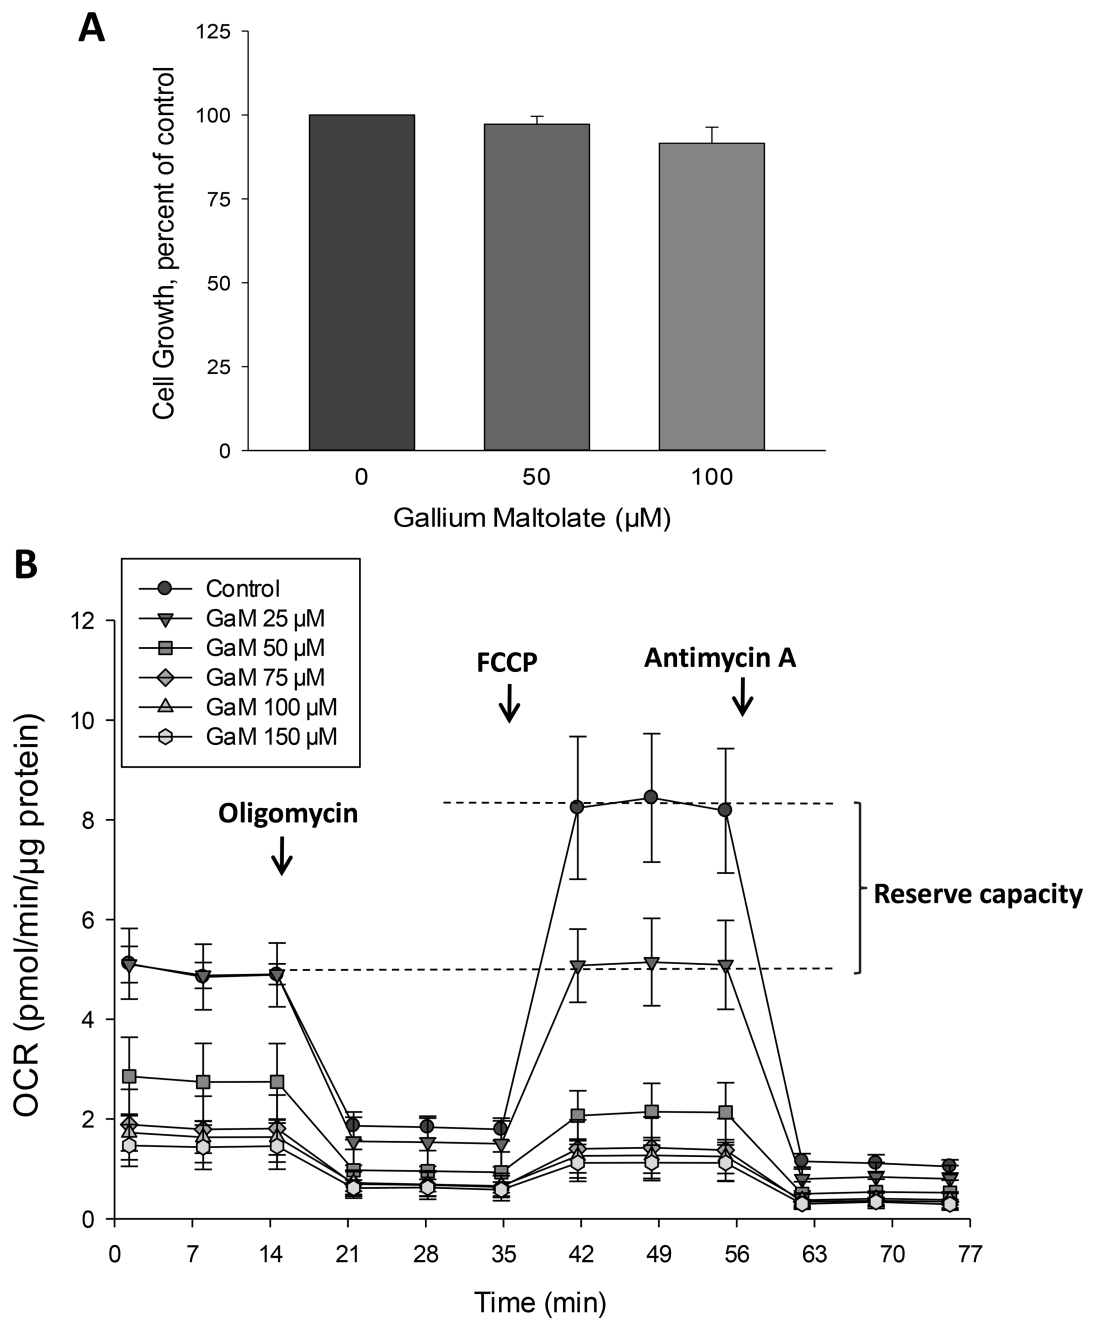 A
125
100
75
50
25
0
Cell Growth, percent of control
0 50 100
Gallium Maltolate (µM)
B
Control
GaM 25 µM
GaM 50 µM
GaM 75 µM
GaM 100 µM
GaM 150 µM
12
10
8
6
4
2
0
OCR (pmol/min/µg protein)
Oligomycin
FCCP
Antimycin A
Reserve capacity
0 7 14 21 28 35 42 49 56 63 70 77
Time (min)